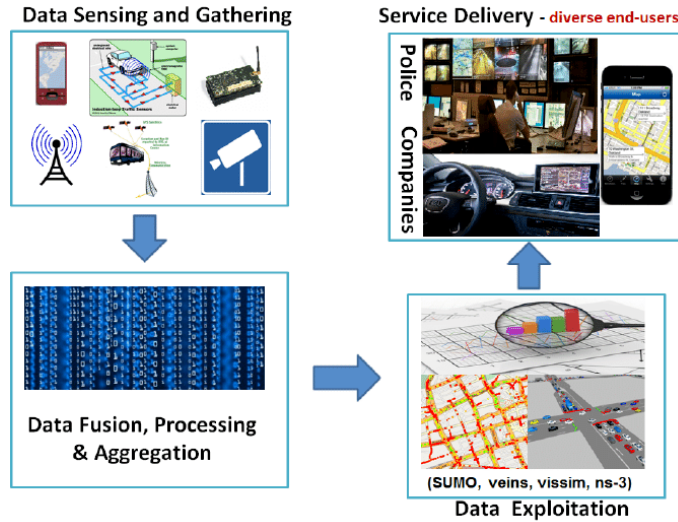 Data Sensing and Gathering
Service Delivery - diverse end-users
Police
Companies
Map
Data Fusion, Processing
& Aggregation
(SUMO, veins, vissim, ns-3)
Data Exploitation